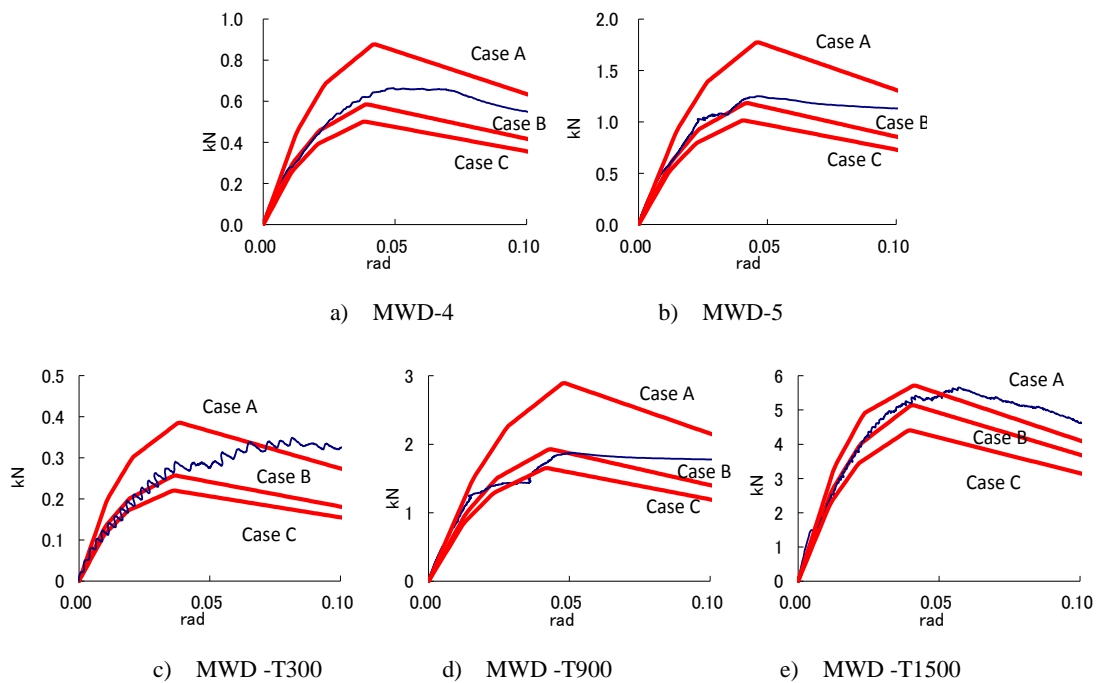 1.0
0.8
0.6
0.4
0.2
0.0
kN
0.00
0.05
0.10
rad
Case A
Case B
Case C
a) MWD-4
2.0
1.5
1.0
0.5
0.0
kN
0.00
0.05
0.10
rad
Case A
Case B
Case C
b) MWD-5
0.5
0.4
0.3
0.2
0.1
0
kN
0.00
0.05
0.10
rad
Case A
Case B
Case C
c) MWD -T300
3
2
1
0
kN
0.00
0.05
0.10
rad
Case A
Case B
Case C
d) MWD -T900
6
5
4
3
2
1
0
kN
0.00
0.05
0.10
rad
Case A
Case B
Case C
e) MWD -T1500